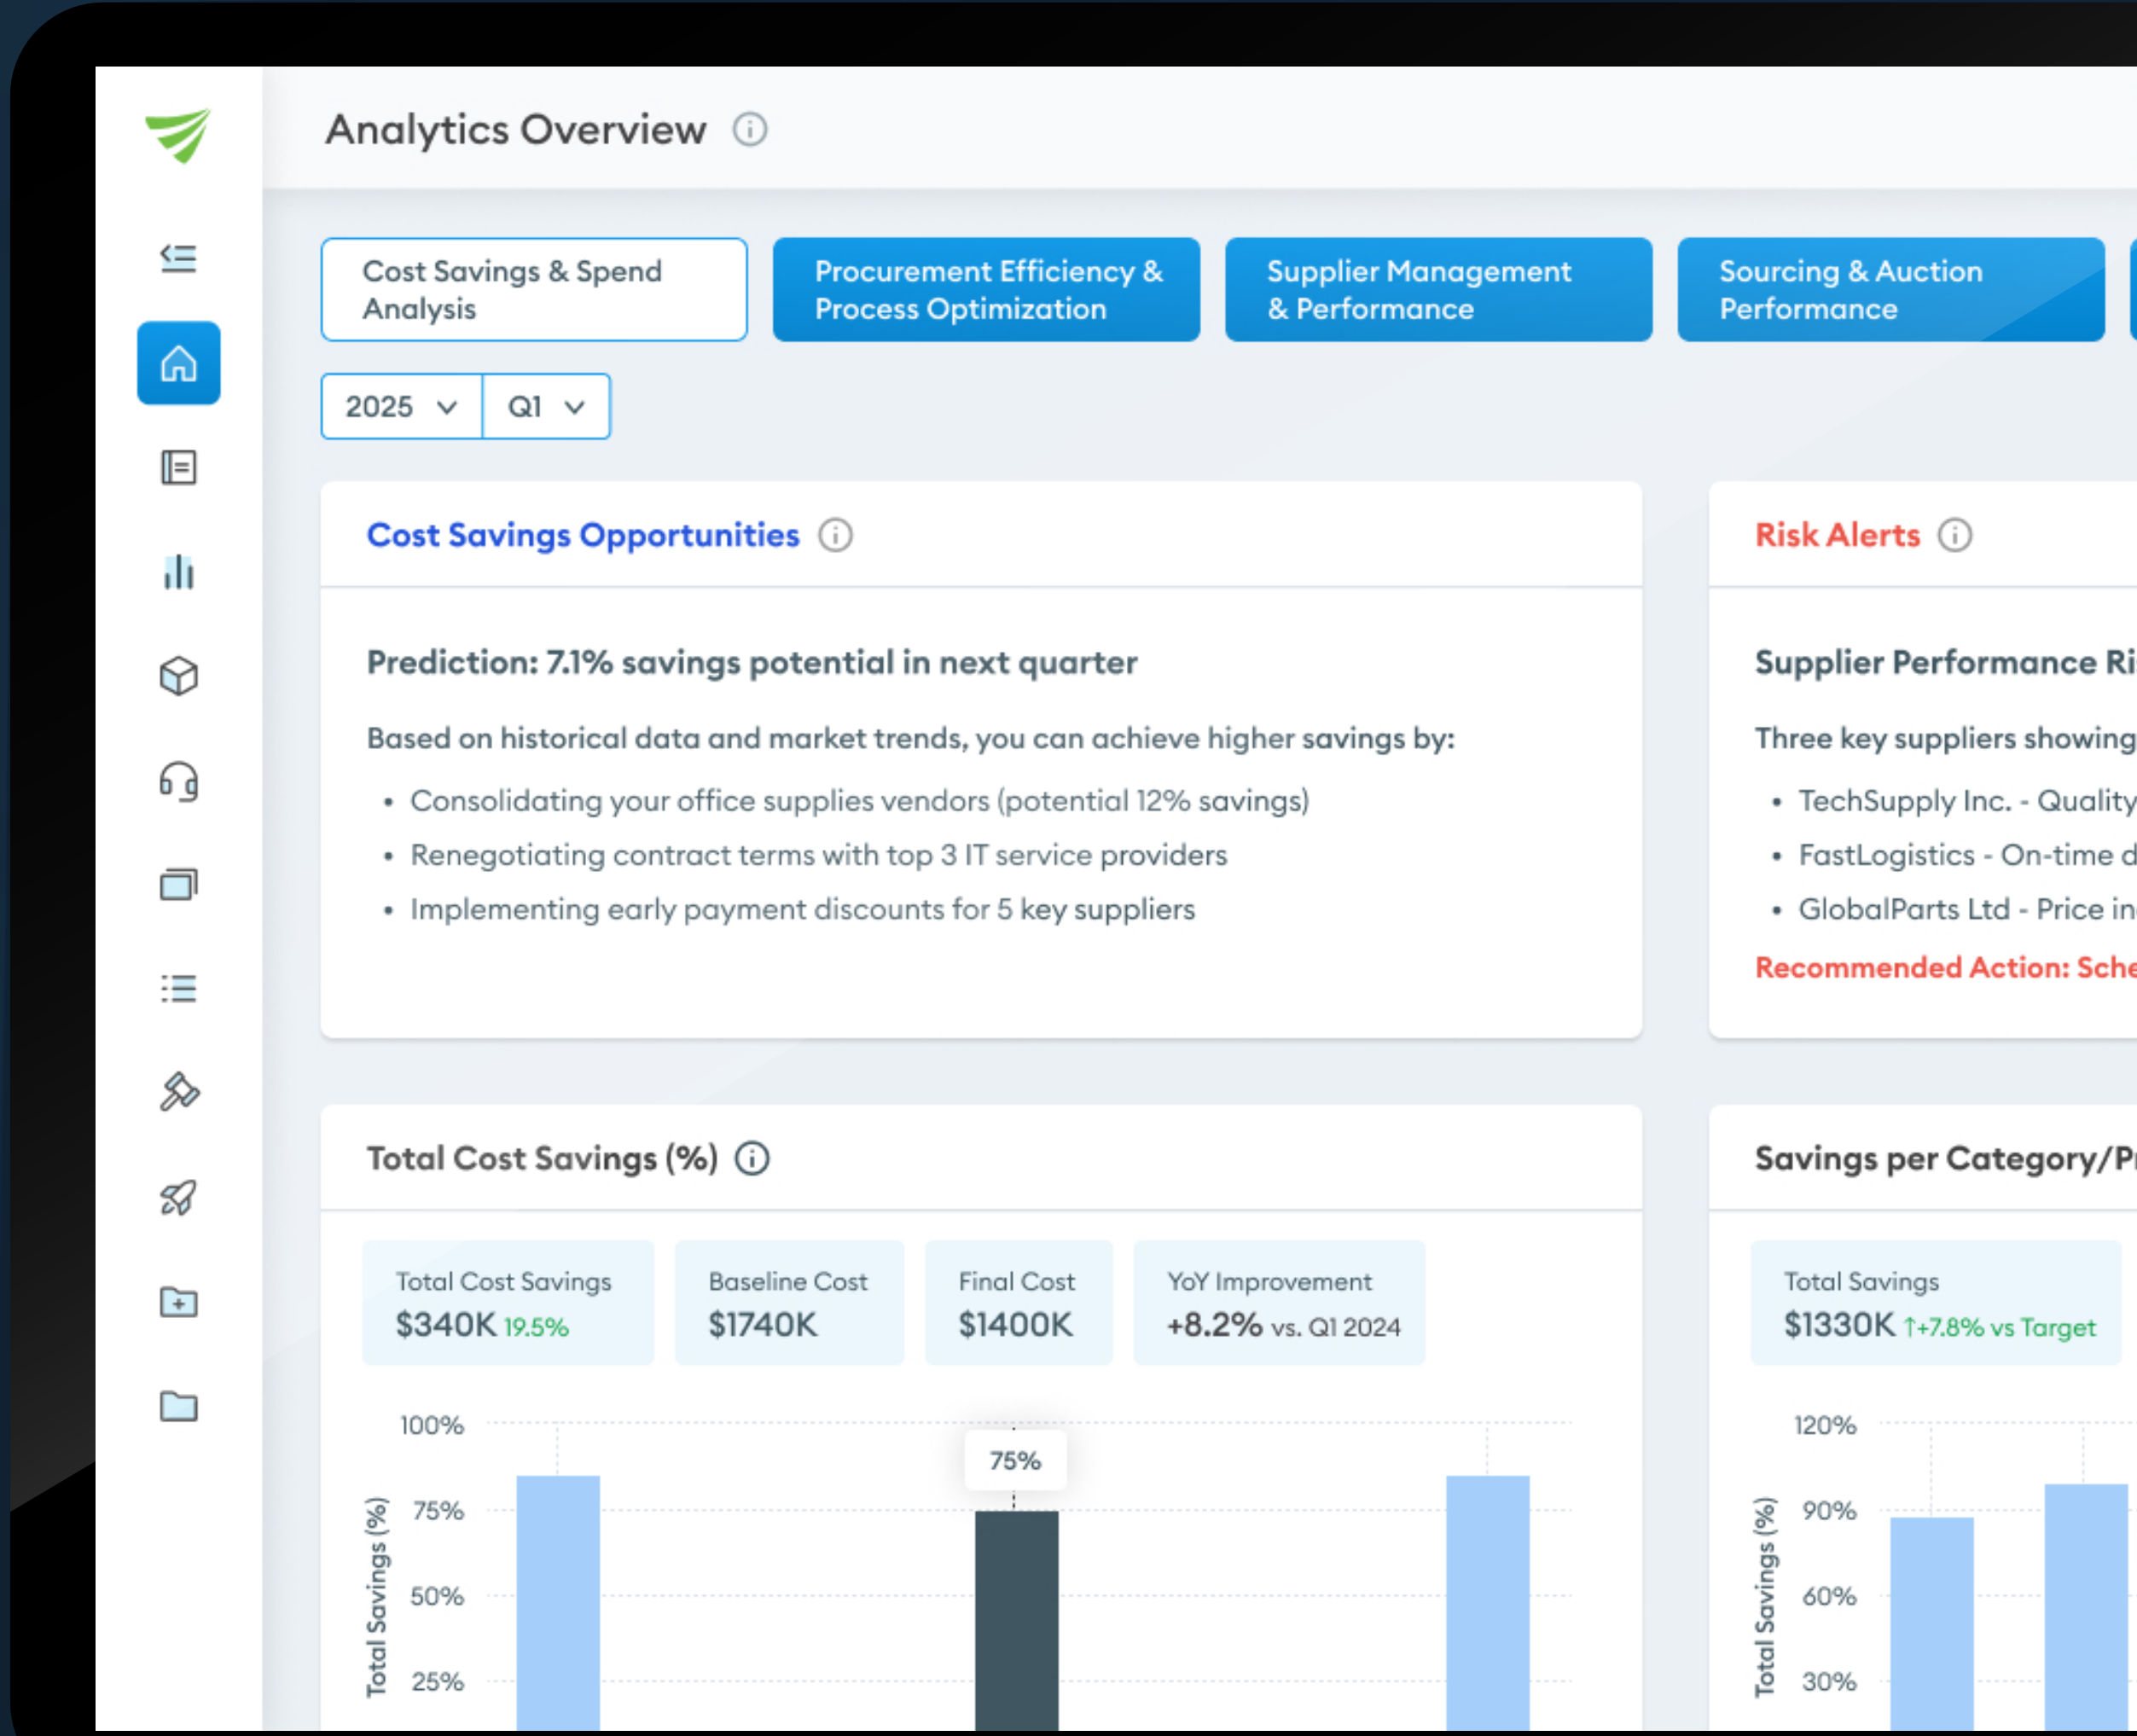 Analytics Overview
Cost Savings & Spend
Analysis
Procurement Efficiency &
Process Optimization
Supplier Management
& Performance
Sourcing & Auction
Performance
2025
Q1
Cost Savings Opportunities
Prediction: 7.1% savings potential in next quarter
Based on historical data and market trends, you can achieve higher savings by:
• Consolidating your office supplies vendors (potential 12% savings)
• Renegotiating contract terms with top 3 IT service providers
• Implementing early payment discounts for 5 key suppliers
Risk Alerts
Supplier Performance
Three key suppliers showing
• TechSupply Inc. - Quality
• FastLogistics - On-time
• GlobalParts Ltd - Price
Recommended Action:
Total Cost Savings (%)
Total Cost Savings
$340K 19.5%
Baseline Cost
$1740K
Final Cost
$1400K
YoY Improvement
+8.2% vs. Q1 2024
100%
75%
50%
25%
Total Savings (%)
75%
Savings per Category/
Total Savings
$1330K ↑+7.8% vs Target
120%
90%
60%
30%
Total Savings (%)